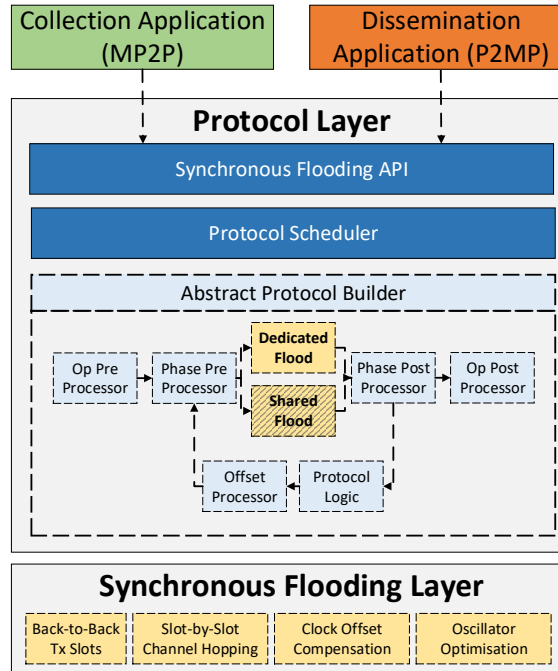 Collection Application
(MP2P)
Dissemination
Application (P2MP)
Protocol Layer
Synchronous Flooding API
Protocol Scheduler
Abstract Protocol Builder
Op Pre
Processor
Phase Pre
Processor
Dedicated
Flood
Shared
Flood
Phase Post
Processor
Op Post
Processor
Offset
Processor
Protocol
Logic
Synchronous Flooding Layer
Back-to-Back
Tx Slots
Slot-by-Slot
Channel Hopping
Clock Offset
Compensation
Oscillator
Optimisation